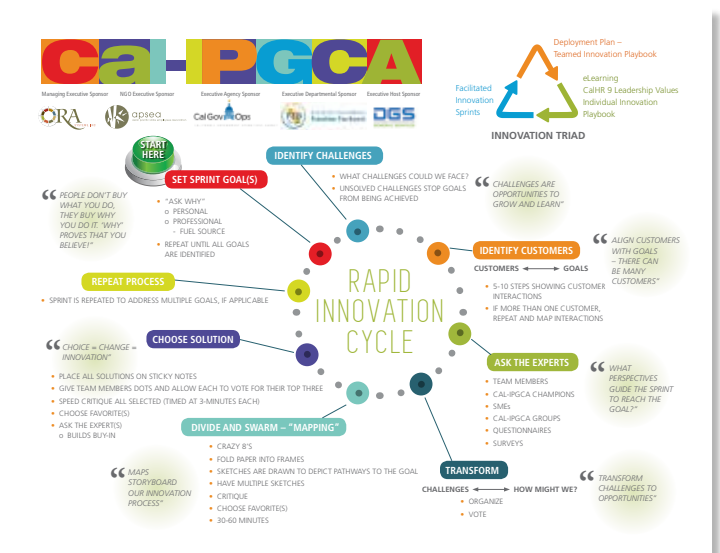 Cal-IPGCA
Managing Executive Sponsor
NGO Executive Sponsor
Executive Agency Sponsor
Executive Departmental Sponsor
Executive Host Sponsor
ORA
apsea
CalGov Ops
DGS
Deployment Plan –
Teamed Innovation Playbook
Facilitated
Innovation
Sprints
eLearning
CalHR 9 Leadership Values
Individual Innovation
Playbook
INNOVATION TRIAD
START
HERE
SET SPRINT GOAL(S)
• "ASK WHY"
o PERSONAL
o PROFESSIONAL
- FUEL SOURCE
• REPEAT UNTIL ALL GOALS
ARE IDENTIFIED
“PEOPLE DON'T BUY
WHAT YOU DO,
THEY BUY WHY
YOU DO IT. "WHY"
PROVES THAT YOU
BELIEVE!"
IDENTIFY CHALLENGES
• WHAT CHALLENGES COULD WE FACE?
• UNSOLVED CHALLENGES STOP GOALS
FROM BEING ACHIEVED
“CHALLENGES ARE
OPPORTUNITIES TO
GROW AND LEARN"
IDENTIFY CUSTOMERS
CUSTOMERS ↔ GOALS
• 5-10 STEPS SHOWING CUSTOMER
INTERACTIONS
• IF MORE THAN ONE CUSTOMER,
REPEAT AND MAP INTERACTIONS
“ALIGN CUSTOMERS
WITH GOALS
– THERE CAN
BE MANY
CUSTOMERS"
RAPID
INNOVATION
CYCLE
REPEAT PROCESS
• SPRINT IS REPEATED TO ADDRESS MULTIPLE GOALS, IF APPLICABLE
CHOOSE SOLUTION
“CHOICE = CHANGE =
INNOVATION"
• PLACE ALL SOLUTIONS ON STICKY NOTES
• GIVE TEAM MEMBERS DOTS AND ALLOW EACH TO VOTE FOR THEIR TOP THREE
• SPEED CRITIQUE ALL SELECTED (TIMED AT 3-MINUTES EACH)
• CHOOSE FAVORITE(S)
• ASK THE EXPERT(S)
o BUILDS BUY-IN
ASK THE EXPERTS
• TEAM MEMBERS
• CAL-IPGCA CHAMPIONS
• SMEs
• CAL-IPGCA GROUPS
• QUESTIONNAIRES
• SURVEYS
“WHAT
PERSPECTIVES
GUIDE THE SPRINT
TO REACH THE
GOAL?"
DIVIDE AND SWARM – "MAPPING"
• CRAZY 8'S
• FOLD PAPER INTO FRAMES
• SKETCHES ARE DRAWN TO DEPICT PATHWAYS TO THE GOAL
• HAVE MULTIPLE SKETCHES
• CRITIQUE
• CHOOSE FAVORITE(S)
• 30-60 MINUTES
“MAPS
STORYBOARD
OUR INNOVATION
PROCESS"
TRANSFORM
CHALLENGES ↔ HOW MIGHT WE?
• ORGANIZE
• VOTE
“TRANSFORM
CHALLENGES TO
OPPORTUNITIES"